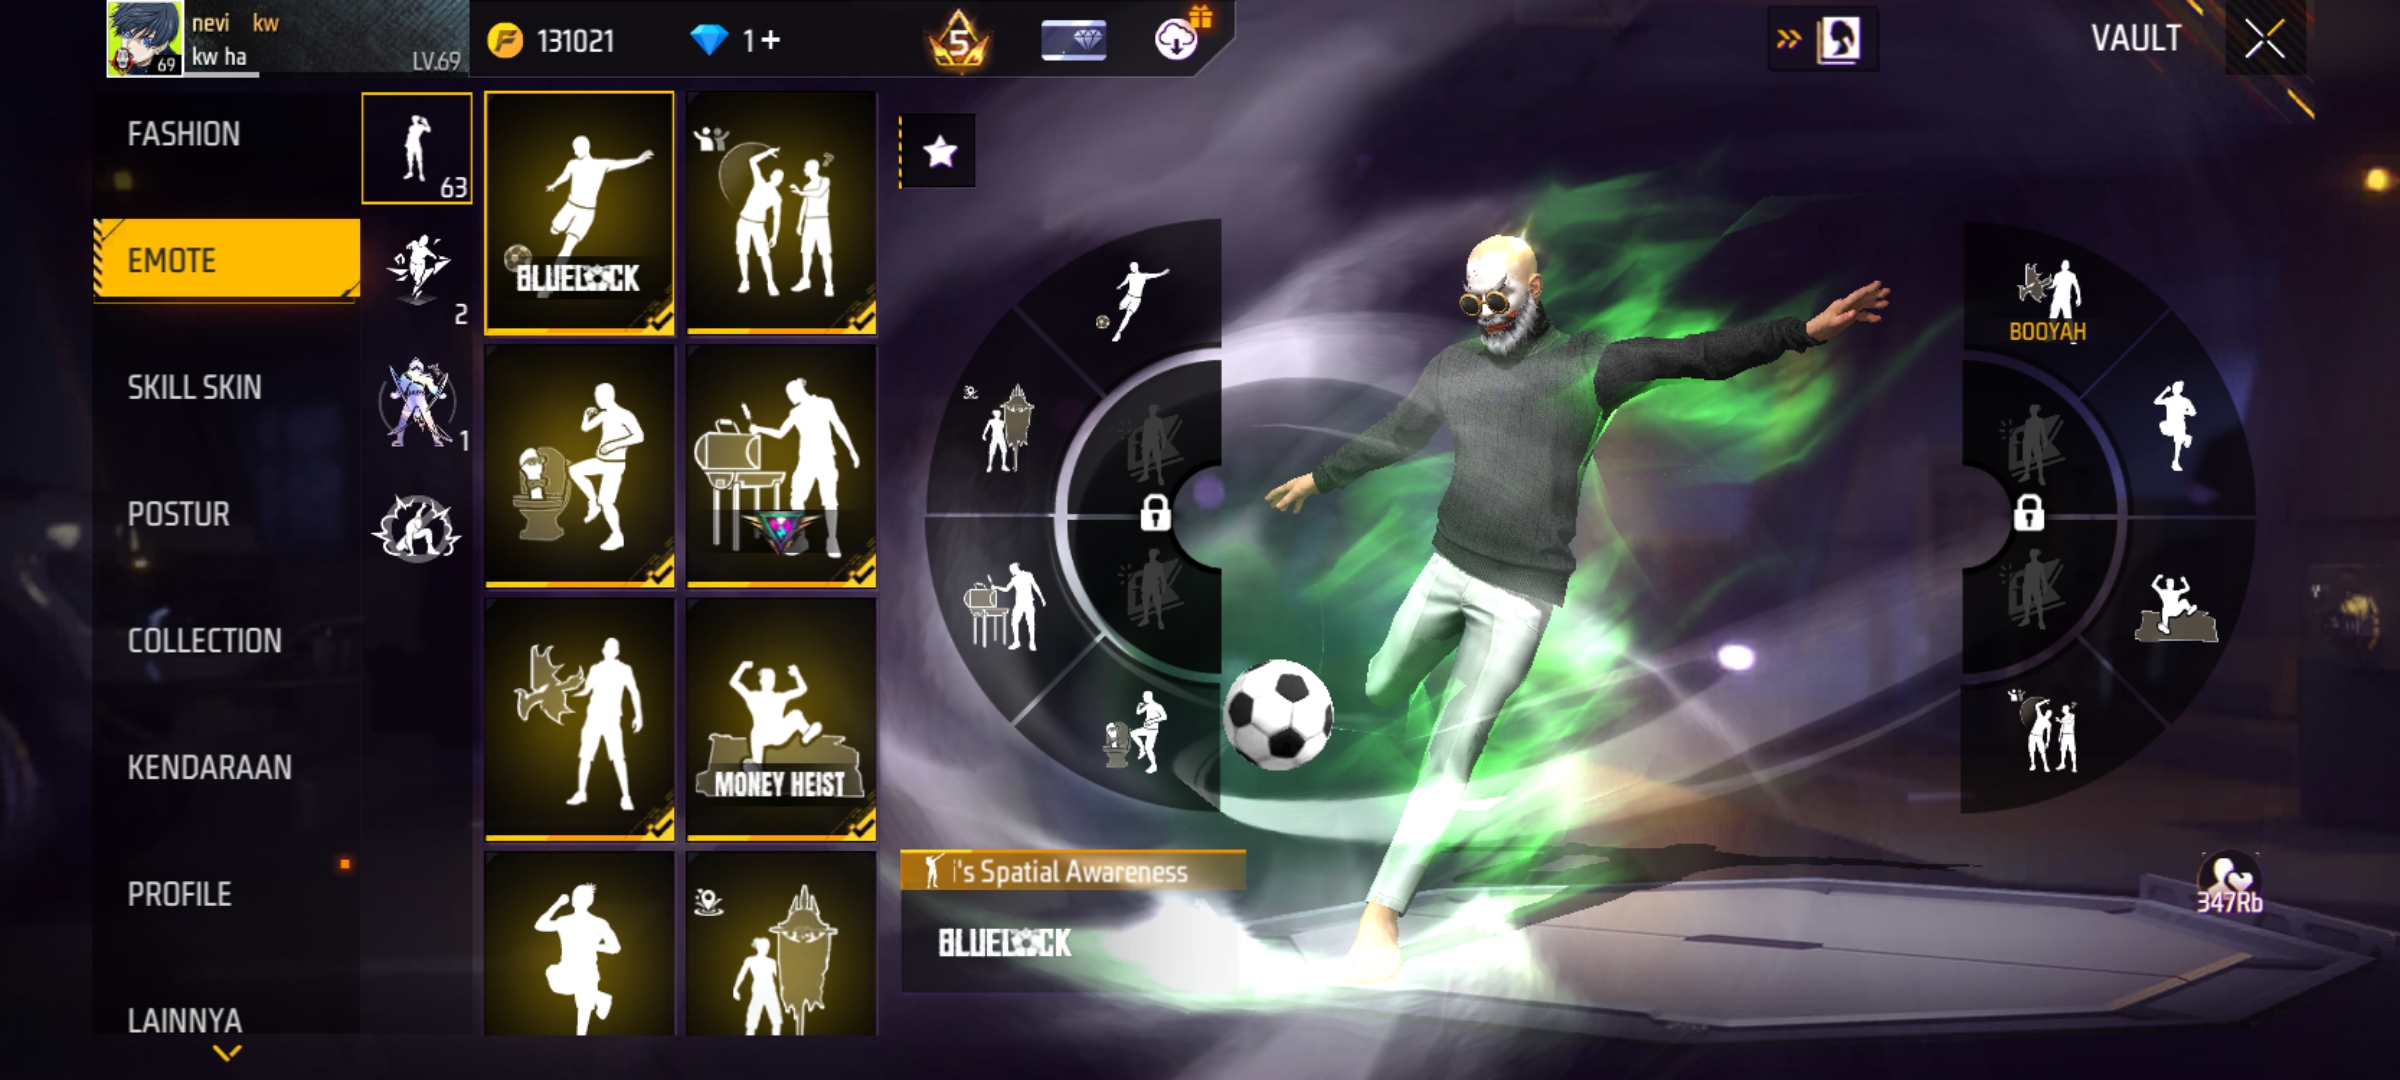 nevi kw
kw ha
69
LV.69
131021
1+
5
VAULT
FASHION
EMOTE
SKILL SKIN
POSTUR
COLLECTION
KENDARAAN
PROFILE
LAINNYA
63
2
1
BLUELOCK
MONEY HEIST
BOOYAH
i's Spatial Awareness
BLUELOCK
347Rb